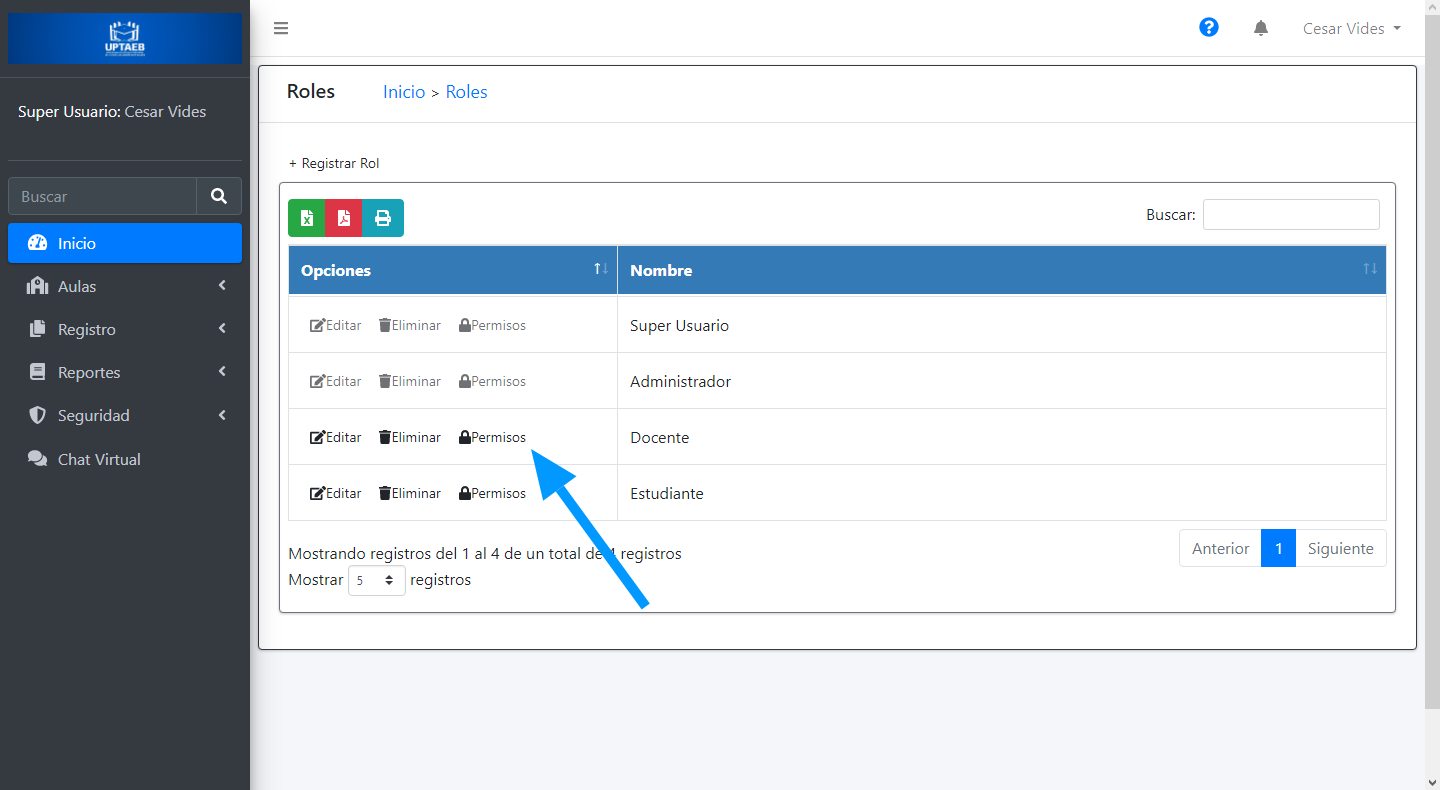 UPTAEB
Super Usuario: Cesar Vides
Buscar
Inicio
Aulas
Registro
Reportes
Seguridad
Chat Virtual
Cesar Vides
Roles
Inicio > Roles
+ Registrar Rol
Buscar:
Opciones Nombre
Editar Eliminar Permisos Super Usuario
Editar Eliminar Permisos Administrador
Editar Eliminar Permisos Docente
Editar Eliminar Permisos Estudiante
Mostrando registros del 1 al 4 de un total de 4 registros
Mostrar 5 registros
Anterior 1 Siguiente